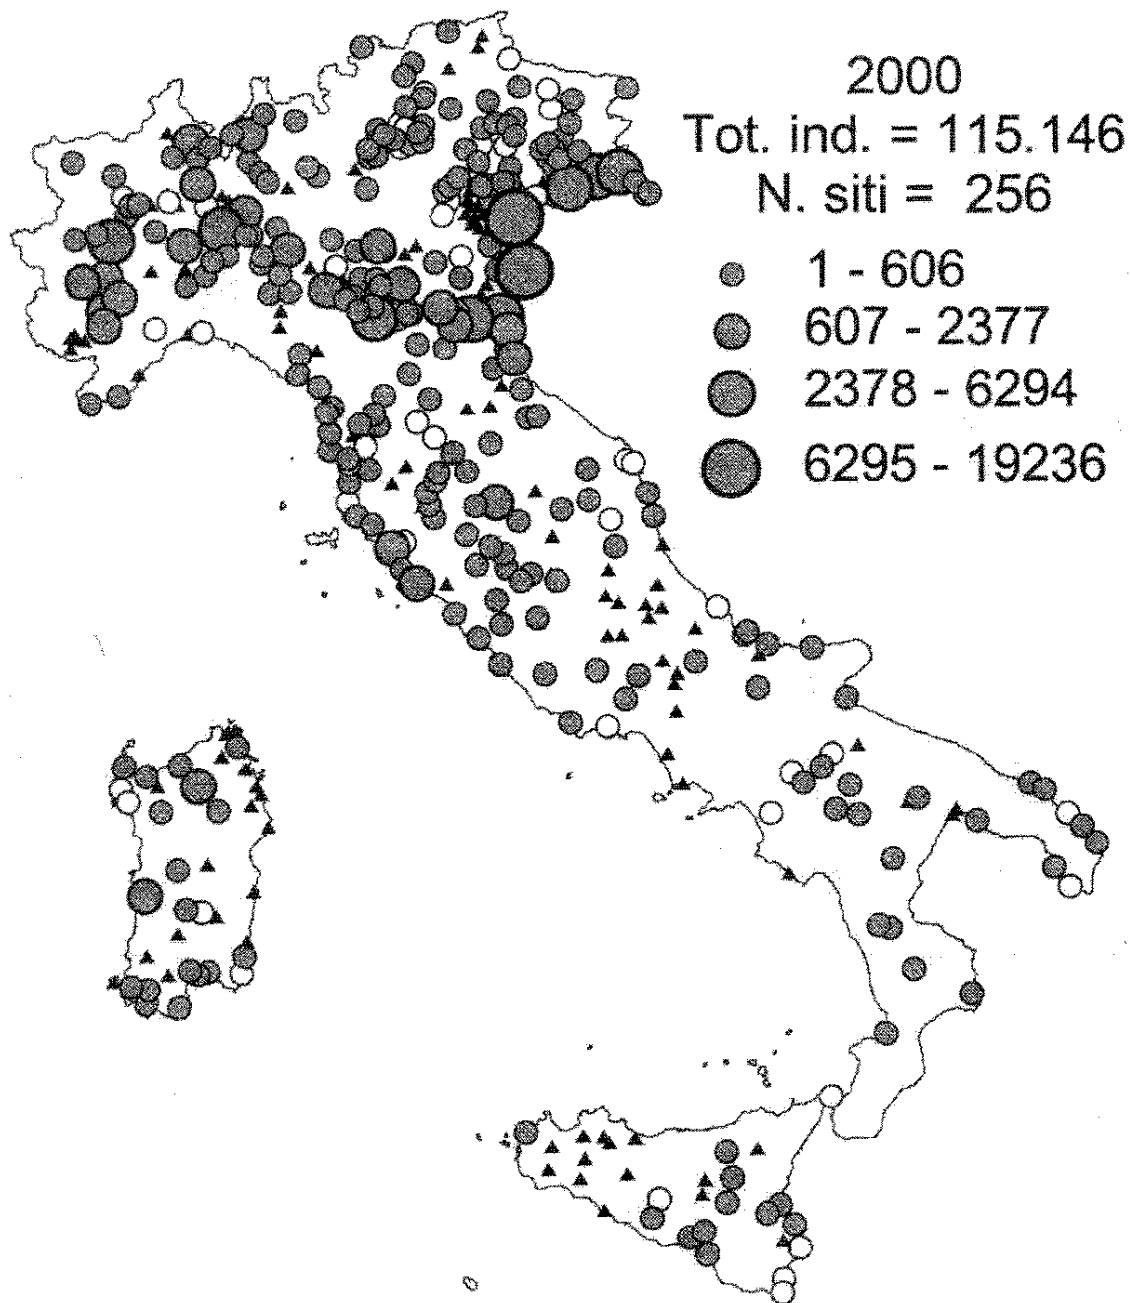 2000
Tot. ind. = 115.146
N. siti = 256
1 - 606
607 - 2377
2378 - 6294
6295 - 19236